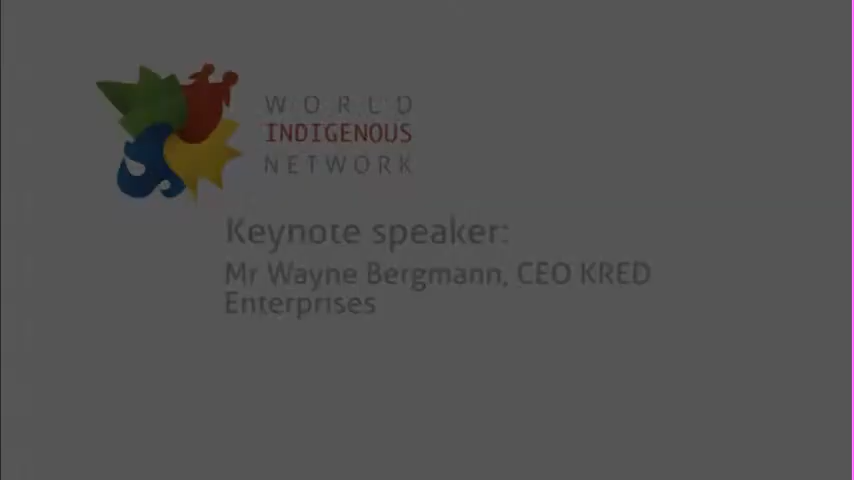 WORLD
INDIGENOUS
NETWORK
Keynote speaker:
Mr Wayne Bergmann, CEO KRED
Enterprises